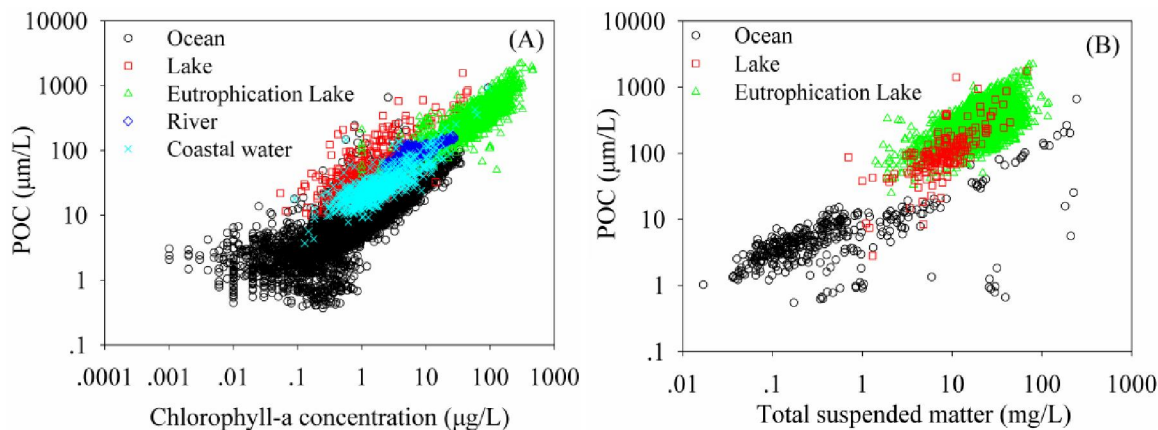 (A)
Ocean
Lake
Eutrophication Lake
River
Coastal water
POC (μm/L)
10000
1000
100
10
1
.1
.0001 .001 .01 .1 1 10 100 1000
Chlorophyll-a concentration (μg/L)
(B)
Ocean
Lake
Eutrophication Lake
POC (μm/L)
10000
1000
100
10
1
.1
.01 .1 1 10 100 1000
Total suspended matter (mg/L)